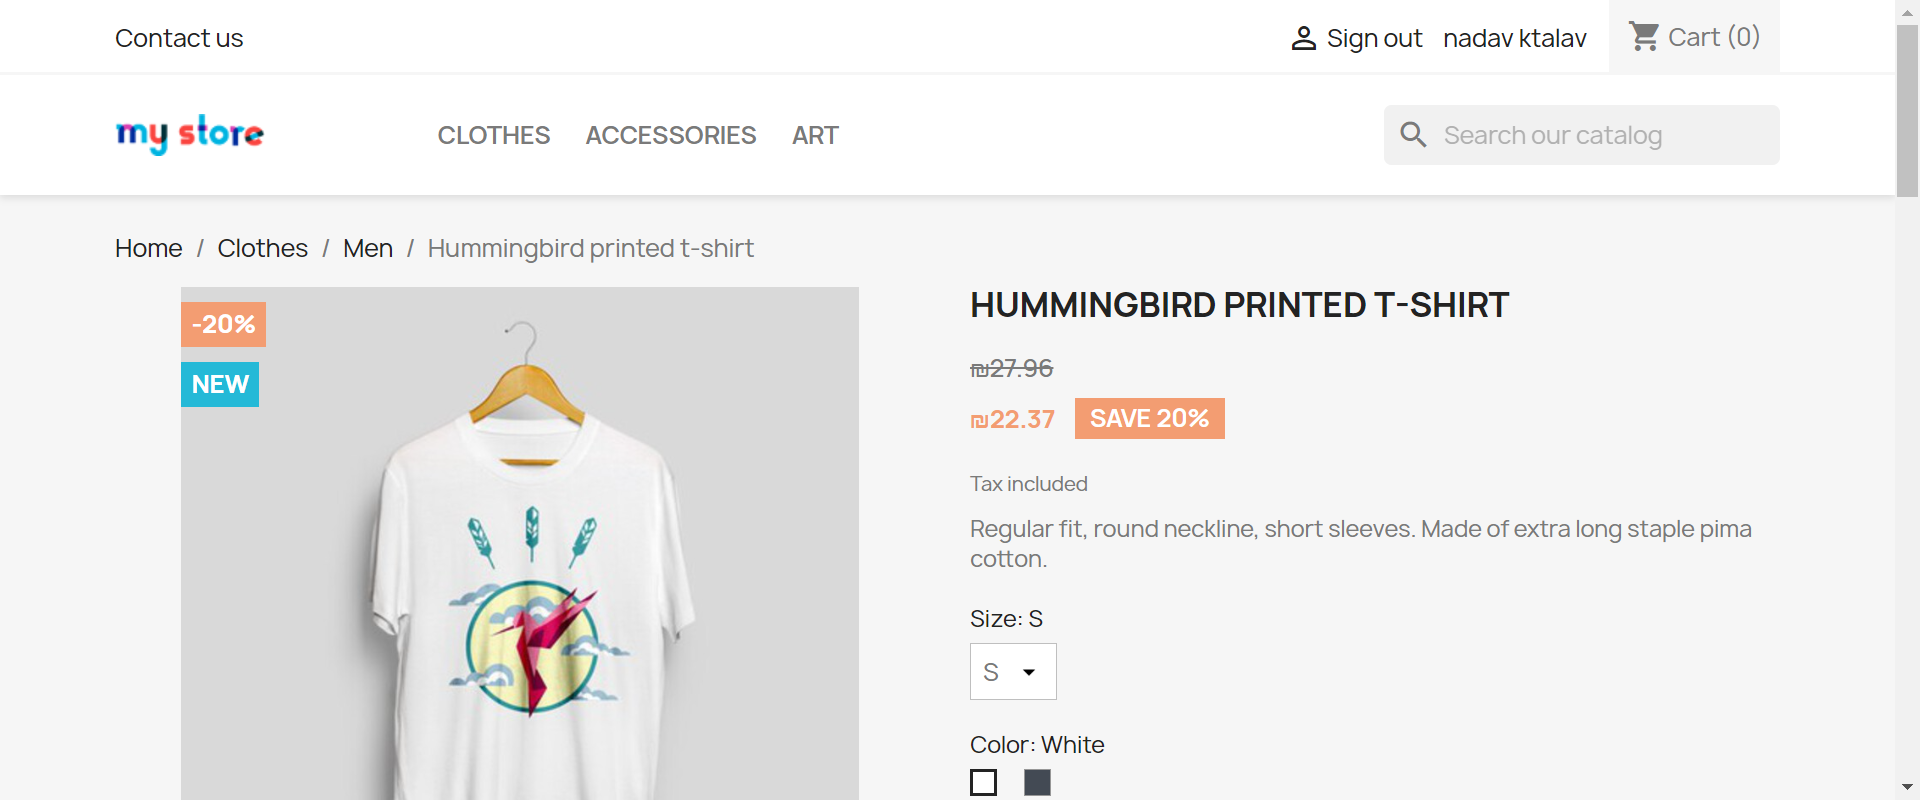 Contact us
Sign out
nadav ktalav
Cart (0)
my store
CLOTHES
ACCESSORIES
ART
Search our catalog
Home / Clothes / Men / Hummingbird printed t-shirt
-20%
NEW
HUMMINGBIRD PRINTED T-SHIRT
₪27.96
₪22.37
SAVE 20%
Tax included
Regular fit, round neckline, short sleeves. Made of extra long staple pima
cotton.
Size: S
S
Color: White